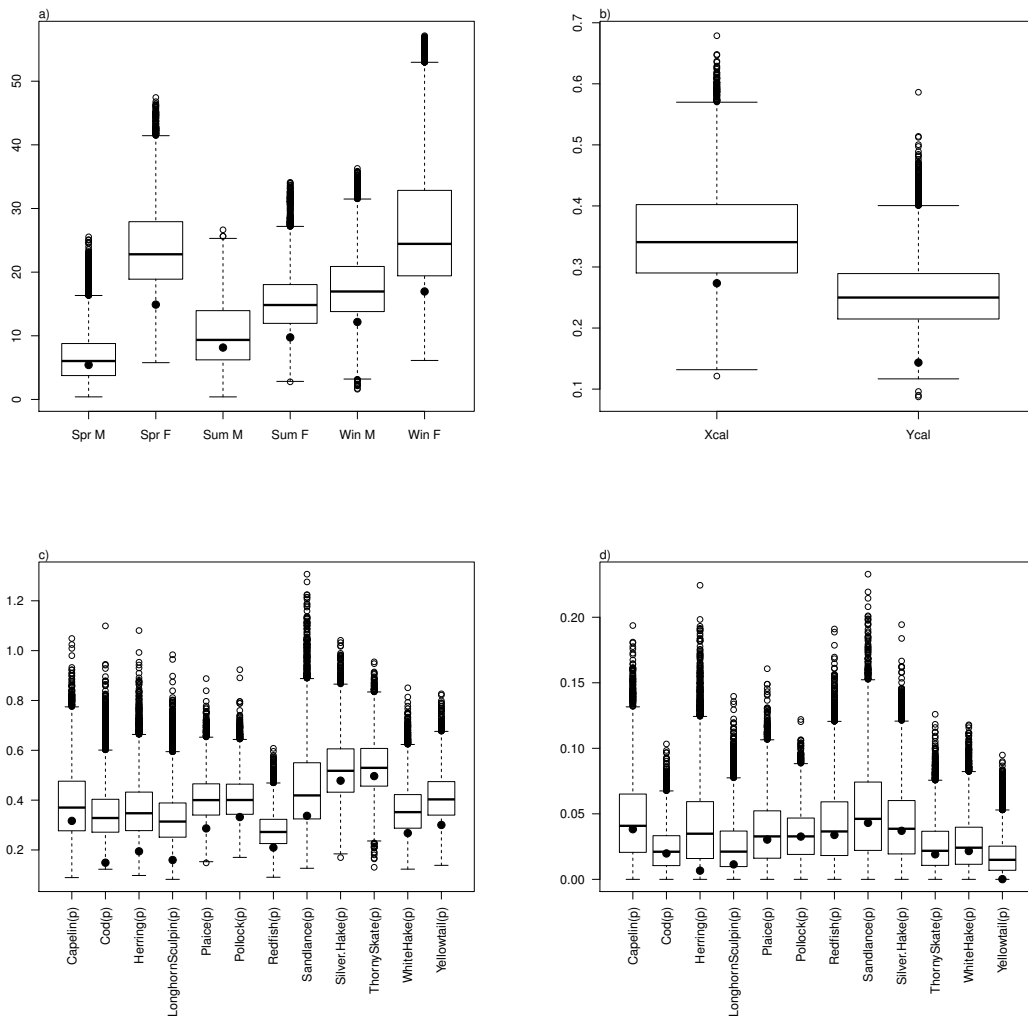 a)
0 10 20 30 40 50
Spr M Spr F Sum M Sum F Win M Win F
b)
0.1 0.2 0.3 0.4 0.5 0.6 0.7
Xcal Ycal
c)
0.2 0.4 0.6 0.8 1.0 1.2
Capelin(p) Cod(p) Herring(p) LonghornSculpin(p) Plaice(p) Pollock(p) Redfish(p) Sandlance(p) Silver.Hake(p) ThornySkate(p) WhiteHake(p) Yellowtail(p)
d)
0.00 0.05 0.10 0.15 0.20
Capelin(p) Cod(p) Herring(p) LonghornSculpin(p) Plaice(p) Pollock(p) Redfish(p) Sandlance(p) Silver.Hake(p) ThornySkate(p) WhiteHake(p) Yellowtail(p)